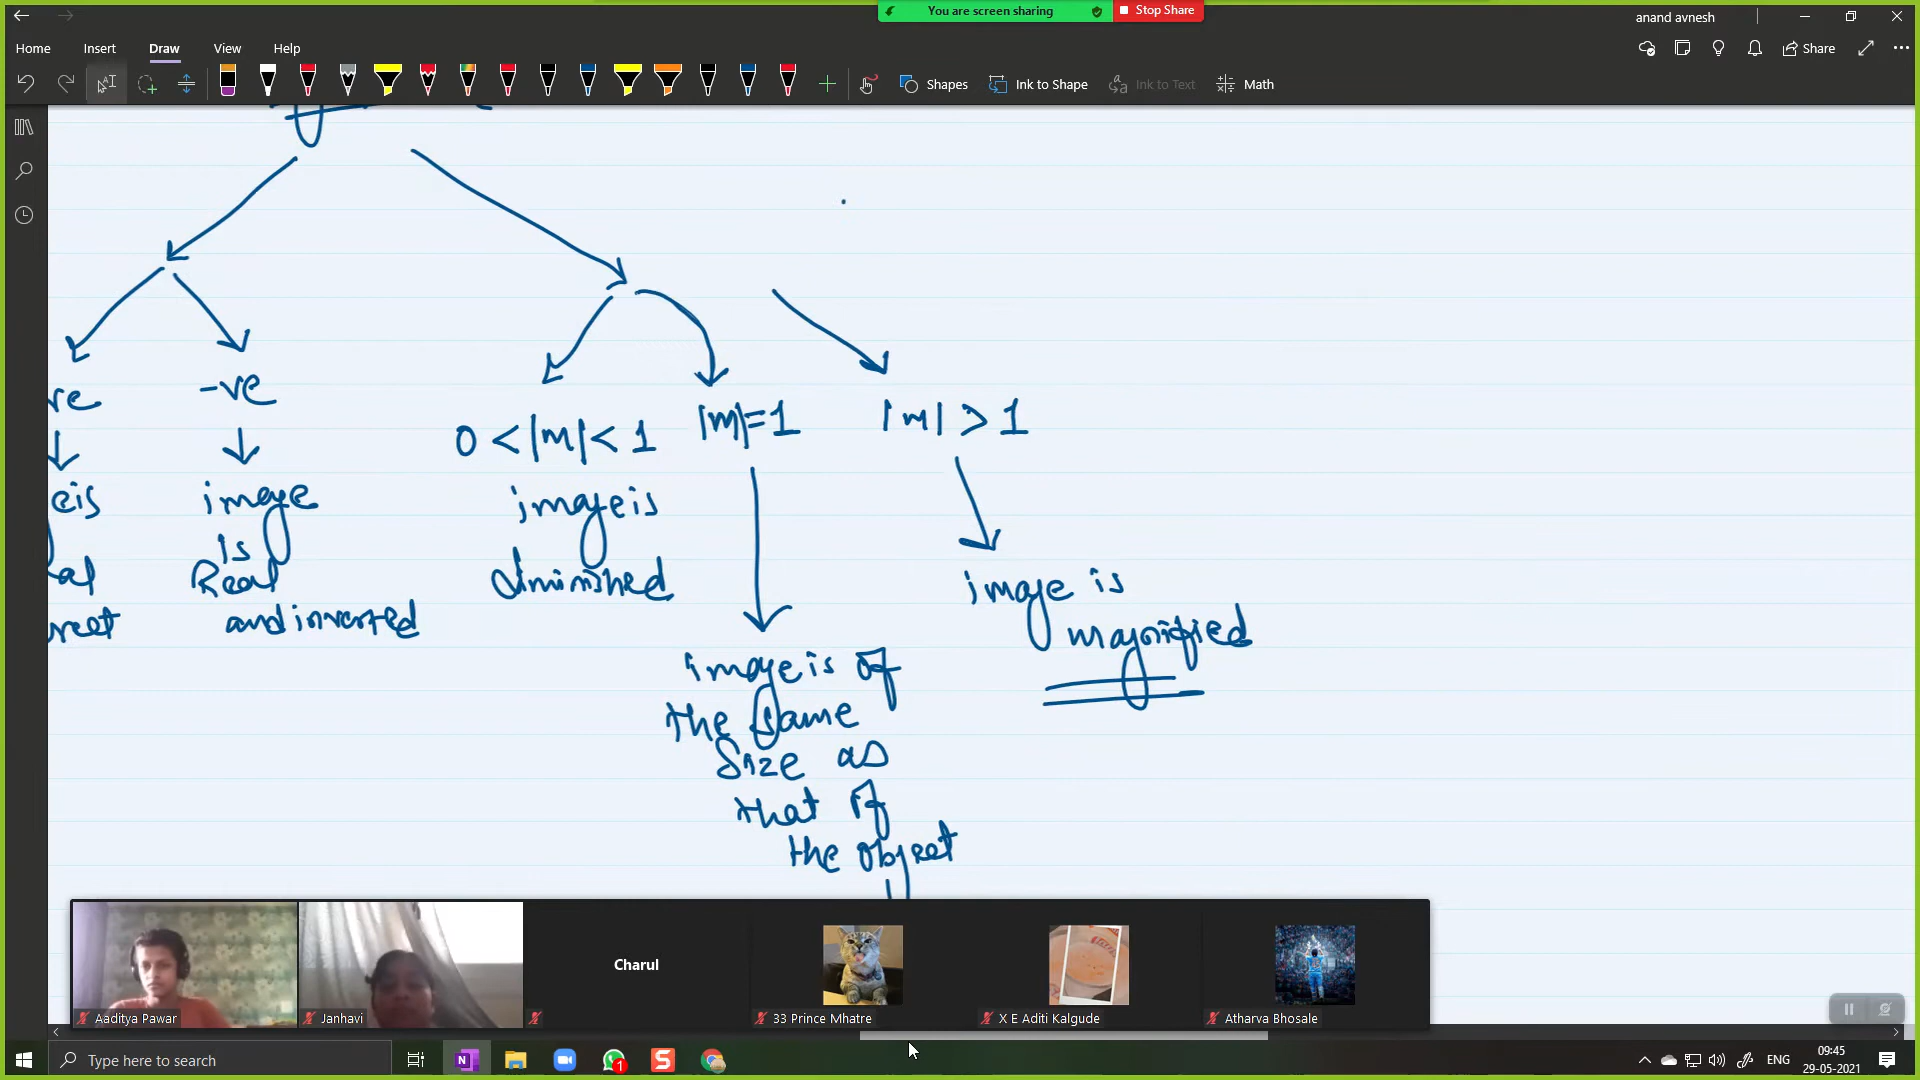 You are screen sharing
Stop Share
anand avnesh
Home Insert Draw View Help
Share
Shapes
Ink to Shape
Ink to Text
Math
ve
-ve
0 < |m| < 1
|m| = 1
|m| > 1
image
is
Real
and inverted
image is
diminished
image is of
the same
size as
that of
the object
image is
magnified
Aaditya Pawar
Janhavi
Charul
33 Prince Mhatre
X E Aditi Kalgude
Atharva Bhosale
Type here to search
N
1
S
ENG
09:45
29-05-2021